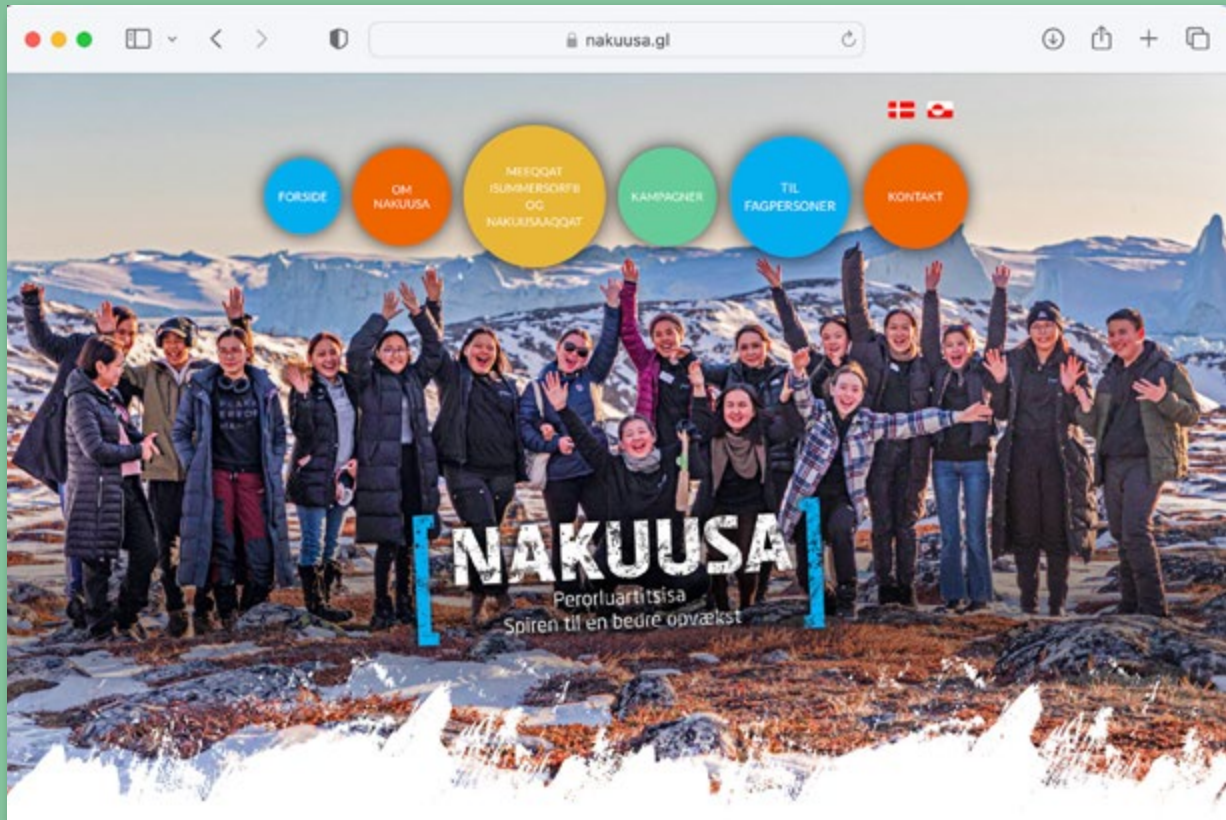 nakuusa.gl
FORSIDE
OM
NAKUUSA
MEEQQAT
ISUMMERSORFII
OG
NAKUUSAAQQAT
KAMPAGNER
TIL
FAGPERSONER
KONTAKT
NAKUUSA
Perorluartitsisa
Spiren til en bedre opvækst